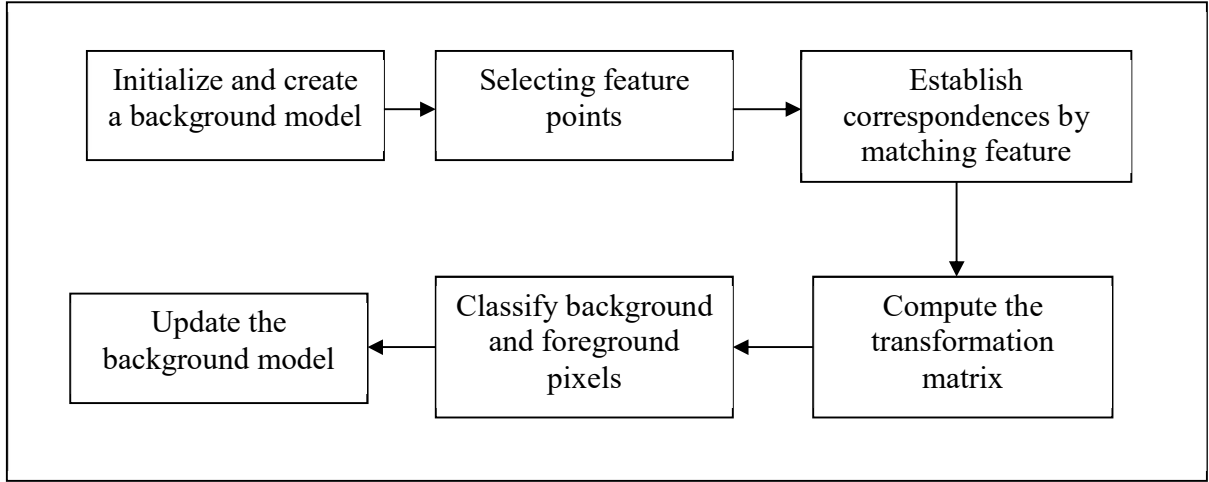 Initialize and create
a background model
Selecting feature
points
Establish
correspondences by
matching feature
Compute the
transformation
matrix
Classify background
and foreground
pixels
Update the
background model